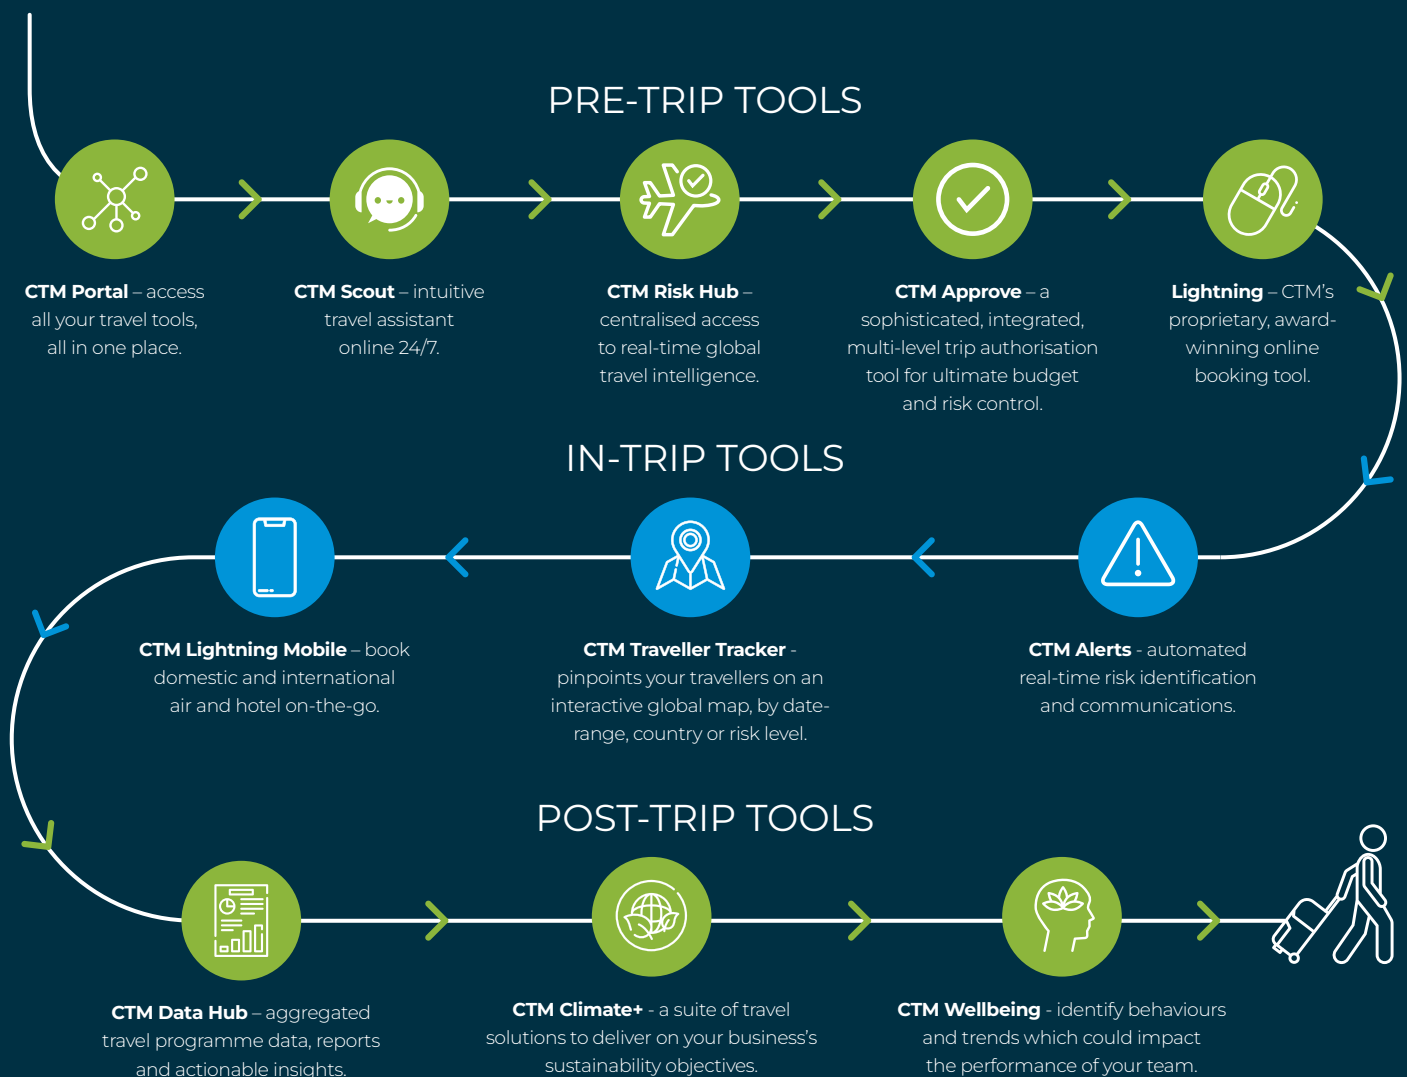 PRE-TRIP TOOLS
CTM Portal – access
all your travel tools,
all in one place.
CTM Scout – intuitive
travel assistant
online 24/7.
CTM Risk Hub –
centralised access
to real-time global
travel intelligence.
CTM Approve – a
sophisticated, integrated,
multi-level trip authorisation
tool for ultimate budget
and risk control.
Lightning – CTM's
proprietary, award-
winning online
booking tool.
IN-TRIP TOOLS
CTM Lightning Mobile – book
domestic and international
air and hotel on-the-go.
CTM Traveller Tracker -
pinpoints your travellers on an
interactive global map, by date-
range, country or risk level.
CTM Alerts - automated
real-time risk identification
and communications.
POST-TRIP TOOLS
CTM Data Hub – aggregated
travel programme data, reports
and actionable insights.
CTM Climate+ - a suite of travel
solutions to deliver on your business's
sustainability objectives.
CTM Wellbeing - identify behaviours
and trends which could impact
the performance of your team.